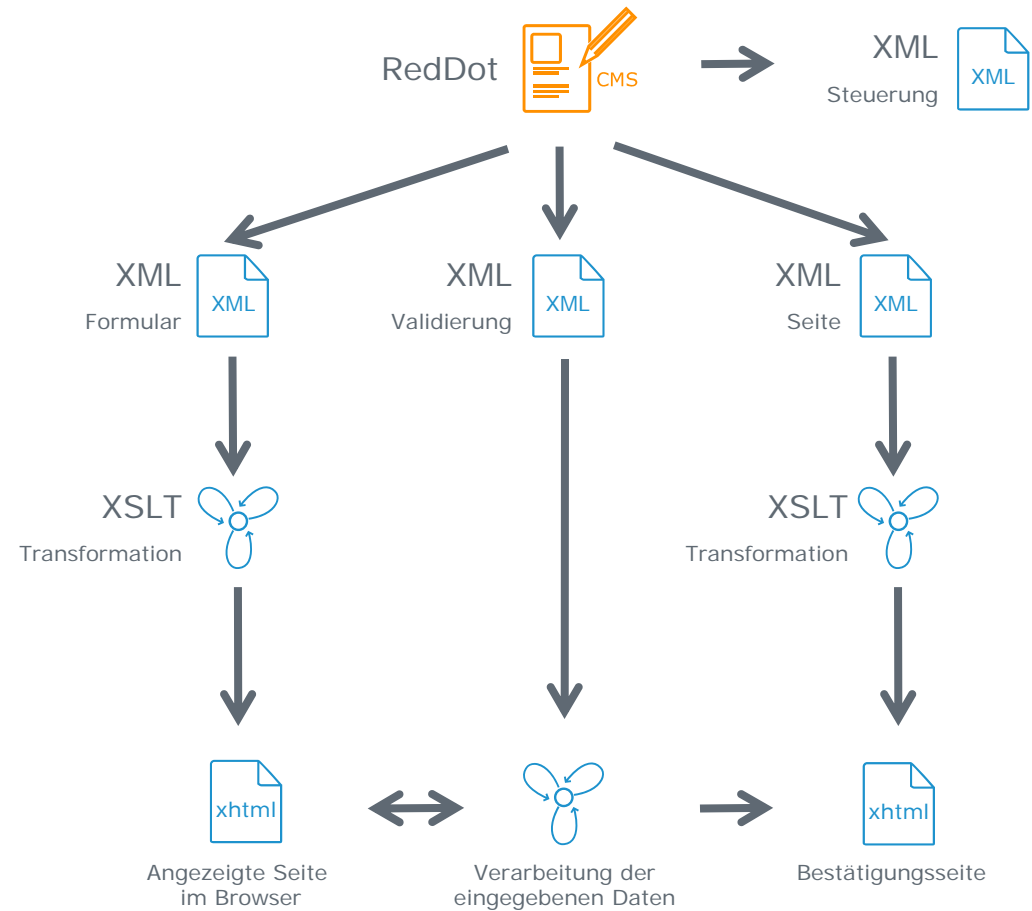 RedDot
CMS
XML
Steuerung
XML
XML
Formular
XML
XML
Validierung
XML
XML
Seite
XML
XSLT
Transformation
XSLT
Transformation
xhtml
xhtml
Angezeigte Seite
im Browser
Verarbeitung der
eingegebenen Daten
Bestätigungsseite